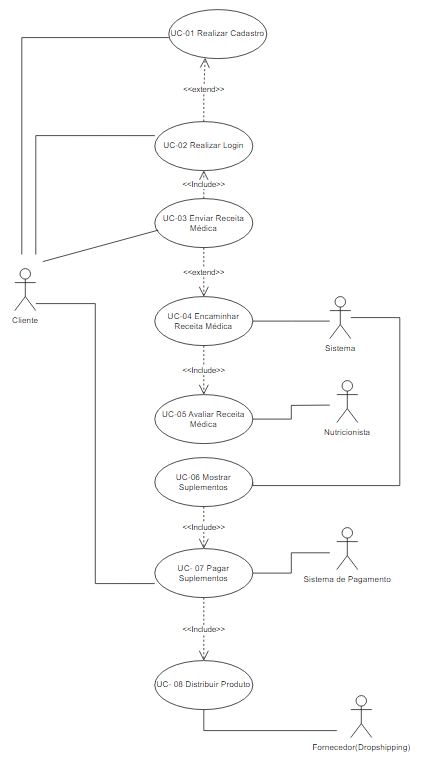 UC-01 Realizar Cadastro
<<extend>>
UC-02 Realizar Login
<<Include>>
UC-03 Enviar Receita
Médica
<<extend>>
Cliente
UC-04 Encaminhar
Receita Médica
Sistema
<<Include>>
UC-05 Avaliar Receita
Médica
Nutricionista
UC-06 Mostrar
Suplementos
<<Include>>
UC- 07 Pagar
Suplementos
Sistema de Pagamento
<<Include>>
UC- 08 Distribuir Produto
Fornecedor(Dropshipping)